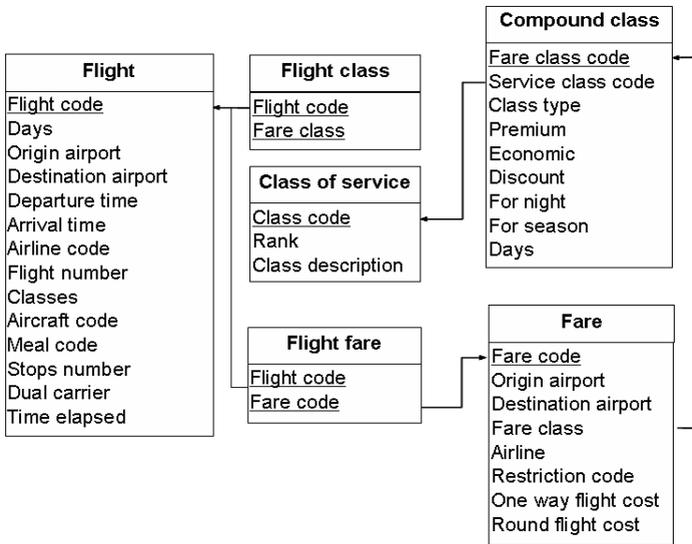 Flight
Flight code
Days
Origin airport
Destination airport
Departure time
Arrival time
Airline code
Flight number
Classes
Aircraft code
Meal code
Stops number
Dual carrier
Time elapsed
Flight class
Flight code
Fare class
Class of service
Class code
Rank
Class description
Flight fare
Flight code
Fare code
Compound class
Fare class code
Service class code
Class type
Premium
Economic
Discount
For night
For season
Days
Fare
Fare code
Origin airport
Destination airport
Fare class
Airline
Restriction code
One way flight cost
Round flight cost